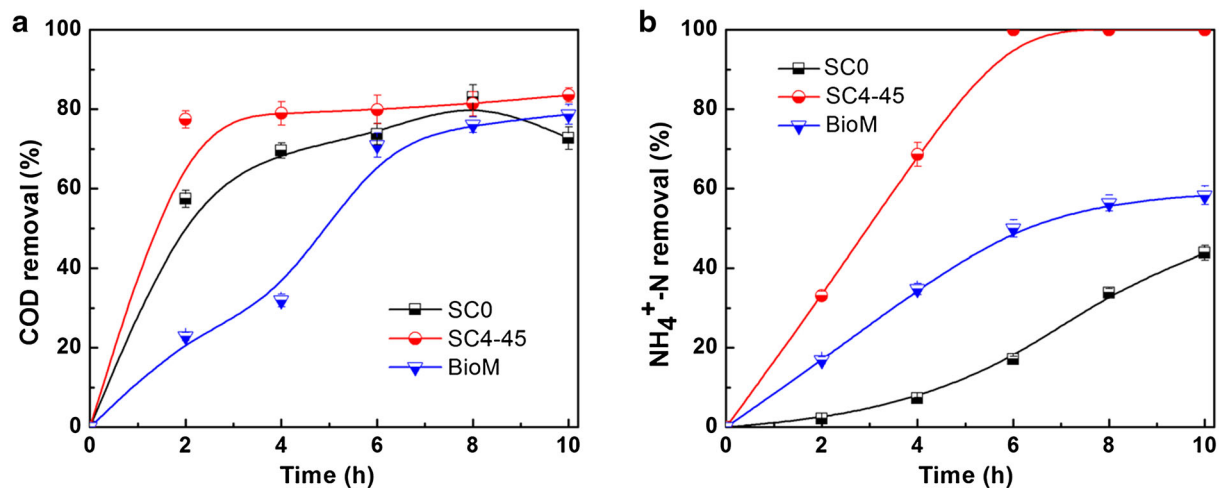 a
COD removal (%)
100
80
60
40
20
0
0 2 4 6 8 10
Time (h)
SC0
SC4-45
BioM
b
NH4+-N removal (%)
100
80
60
40
20
0
0 2 4 6 8 10
Time (h)
SC0
SC4-45
BioM